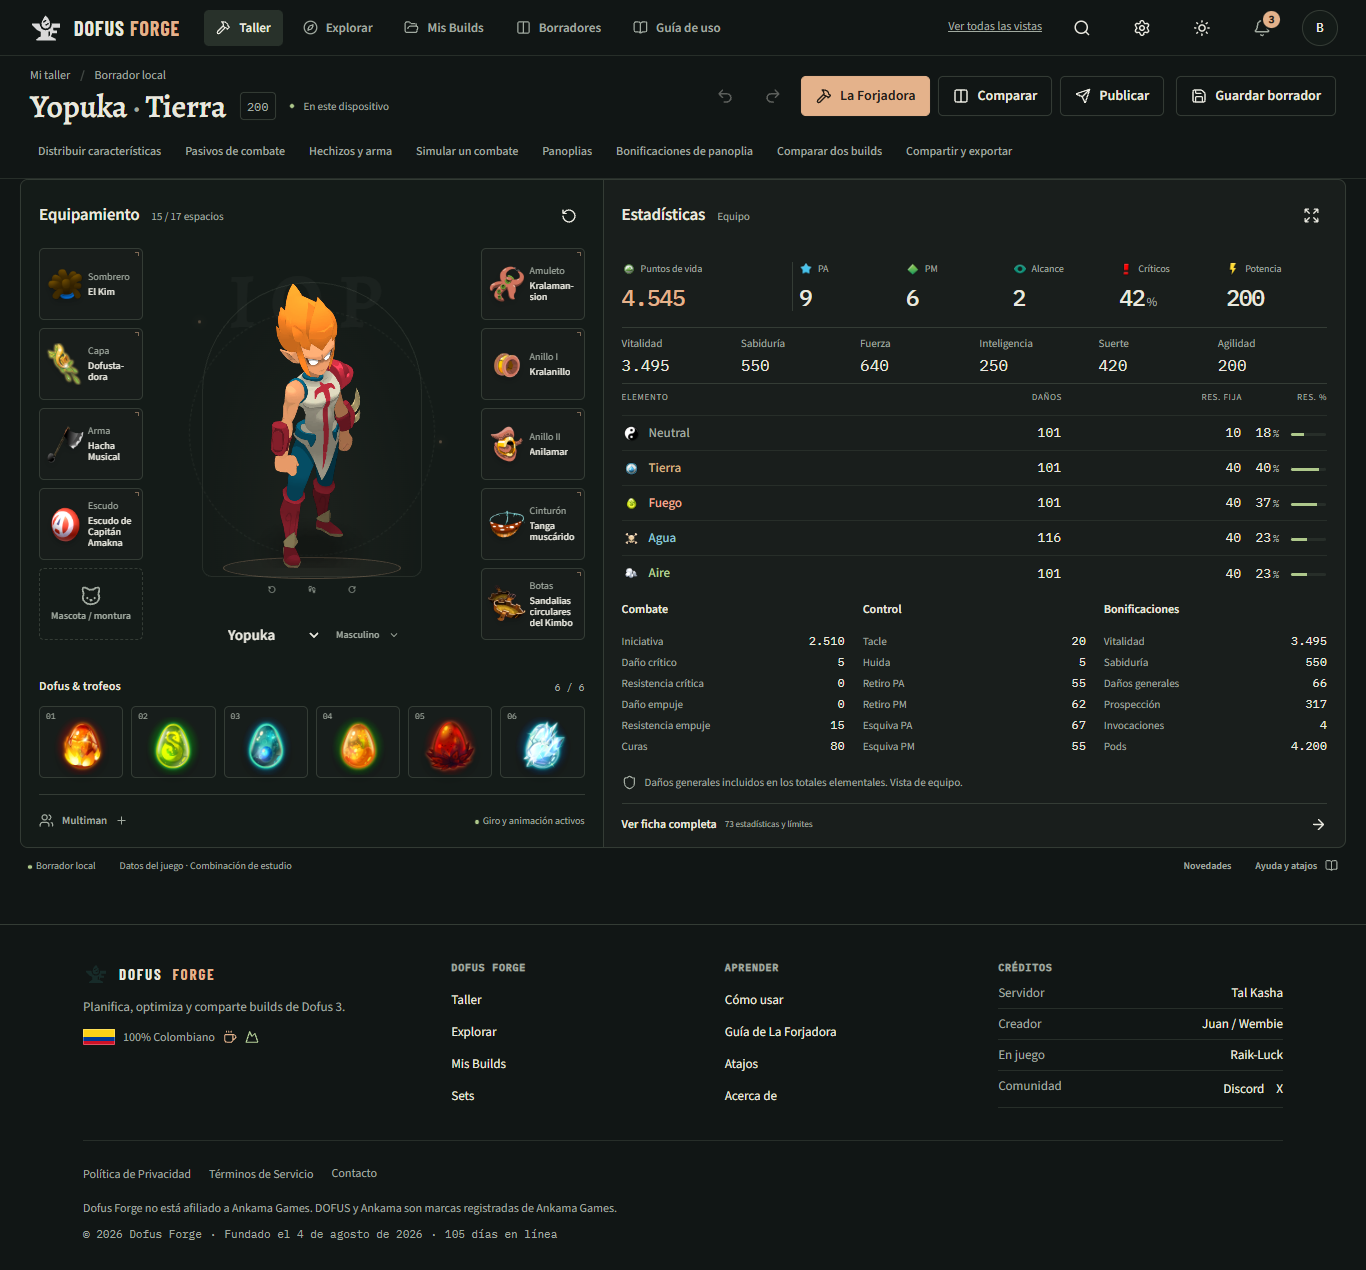 DOFUS FORGE
Taller
Explorar
Mis Builds
Borradores
Guía de uso
Ver todas las vistas
3
B
Mi taller / Borrador local
Yopuka · Tierra
200
En este dispositivo
La Forjadora
Comparar
Publicar
Guardar borrador
Distribuir características
Pasivos de combate
Hechizos y arma
Simular un combate
Panoplias
Bonificaciones de panoplia
Comparar dos builds
Compartir y exportar
Equipamiento 15 / 17 espacios
IOP
Sombrero
El Kim
Capa
Dofusta-
dora
Arma
Hacha
Musical
Escudo
Escudo de
Capitán
Amakna
Mascota / montura
Amuleto
Kralaman-
sion
Anillo I
Kralanillo
Anillo II
Anilamar
Cinturón
Tanga
muscárido
Botas
Sandalias
circulares
del Kimbo
Yopuka
Masculino
Dofus & trofeos 6 / 6
01
02
03
04
05
06
Multiman
Giro y animación activos
Estadísticas Equipo
Puntos de vida
4.545
PA
9
PM
6
Alcance
2
Críticos
42%
Potencia
200
Vitalidad
3.495
Sabiduría
550
Fuerza
640
Inteligencia
250
Suerte
420
Agilidad
200
ELEMENTO DAÑOS RES. FIJA RES. %
Neutral 101 10 18%
Tierra 101 40 40%
Fuego 101 40 37%
Agua 116 40 23%
Aire 101 40 23%
Combate
Iniciativa 2.510
Daño crítico 5
Resistencia crítica 0
Daño empuje 0
Resistencia empuje 15
Curas 80
Control
Tacle 20
Huida 5
Retiro PA 55
Retiro PM 62
Esquiva PA 67
Esquiva PM 55
Bonificaciones
Vitalidad 3.495
Sabiduría 550
Daños generales 66
Prospección 317
Invocaciones 4
Pods 4.200
Daños generales incluidos en los totales elementales. Vista de equipo.
Ver ficha completa 73 estadísticas y límites
Borrador local
Datos del juego · Combinación de estudio
Novedades
Ayuda y atajos
DOFUS FORGE
Planifica, optimiza y comparte builds de Dofus 3.
100% Colombiano
DOFUS FORGE
Taller
Explorar
Mis Builds
Sets
APRENDER
Cómo usar
Guía de La Forjadora
Atajos
Acerca de
CRÉDITOS
Servidor Tal Kasha
Creador Juan / Wembie
En juego Raik-Luck
Comunidad Discord X
Política de Privacidad
Términos de Servicio
Contacto
Dofus Forge no está afiliado a Ankama Games. DOFUS y Ankama son marcas registradas de Ankama Games.
© 2026 Dofus Forge · Fundado el 4 de agosto de 2026 · 105 días en línea